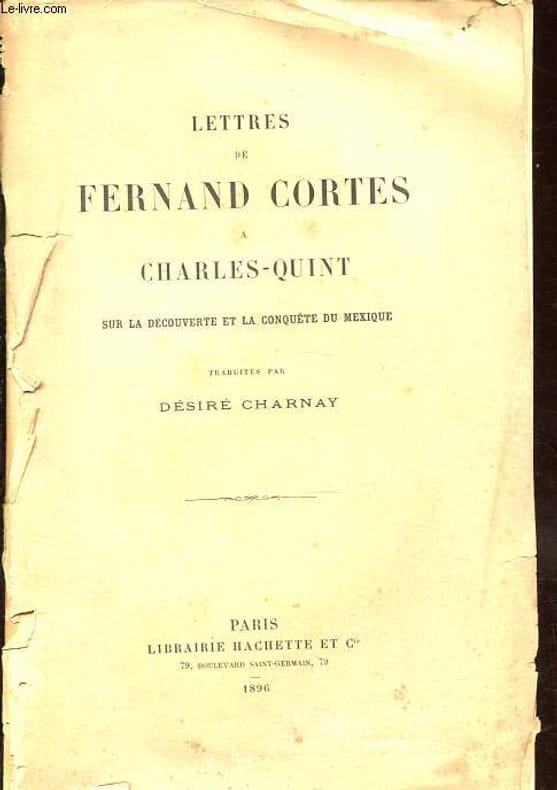 Le-livre.com
LETTRES
DE
FERNAND CORTES
A
CHARLES-QUINT
SUR LA DÉCOUVERTE ET LA CONQUÊTE DU MEXIQUE
TRADUITES PAR
DÉSIRÉ CHARNAY
PARIS
LIBRAIRIE HACHETTE ET Cie
79, BOULEVARD SAINT-GERMAIN, 79
1896